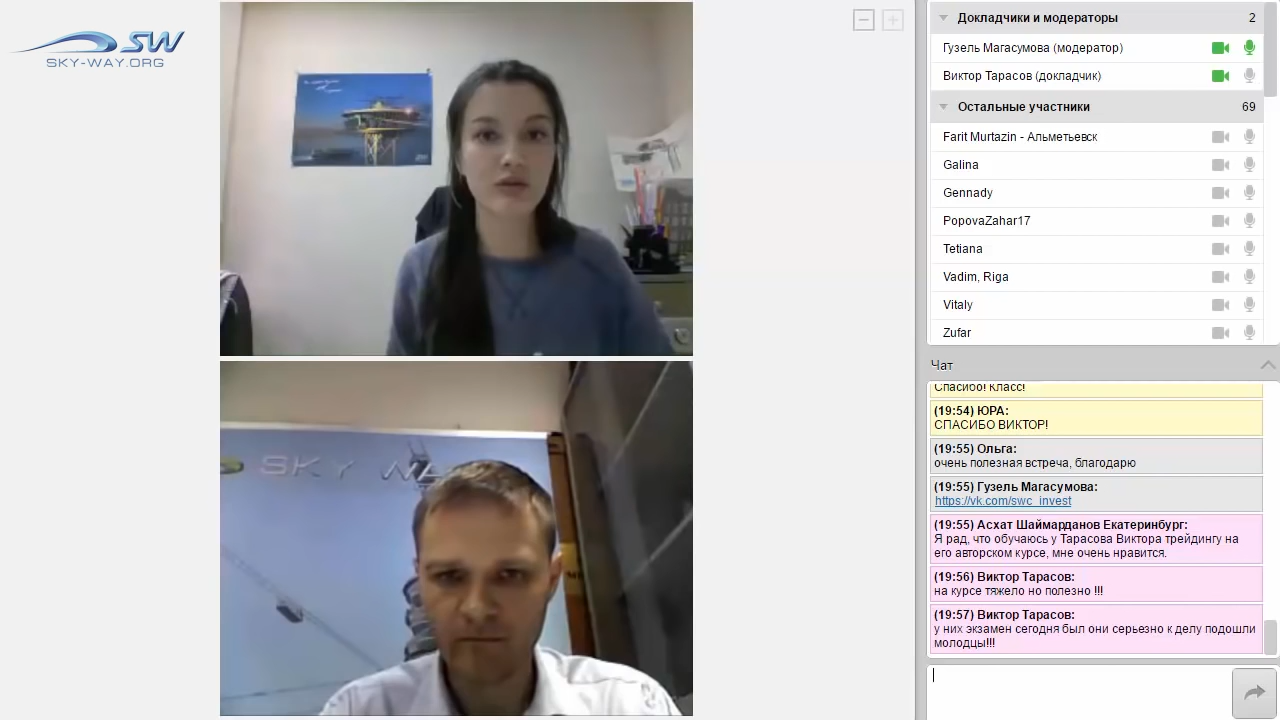 SW
SKY-WAY.ORG
SKY WA
Докладчики и модераторы 2
Гузель Магасумова (модератор)
Виктор Тарасов (докладчик)
Остальные участники 69
Farit Murtazin - Альметьевск
Galina
Gennady
PopovaZahar17
Tetiana
Vadim, Riga
Vitaly
Zufar
Чат
Спасибо! Класс!
(19:54) ЮРА:
СПАСИБО ВИКТОР!
(19:55) Ольга:
очень полезная встреча, благодарю
(19:55) Гузель Магасумова:
https://vk.com/swc_invest
(19:55) Асхат Шаймарданов Екатеринбург:
Я рад, что обучаюсь у Тарасова Виктора трейдингу на
его авторском курсе, мне очень нравится.
(19:56) Виктор Тарасов:
на курсе тяжело но полезно !!!
(19:57) Виктор Тарасов:
у них экзамен сегодня был они серьезно к делу подошли
молодцы!!!